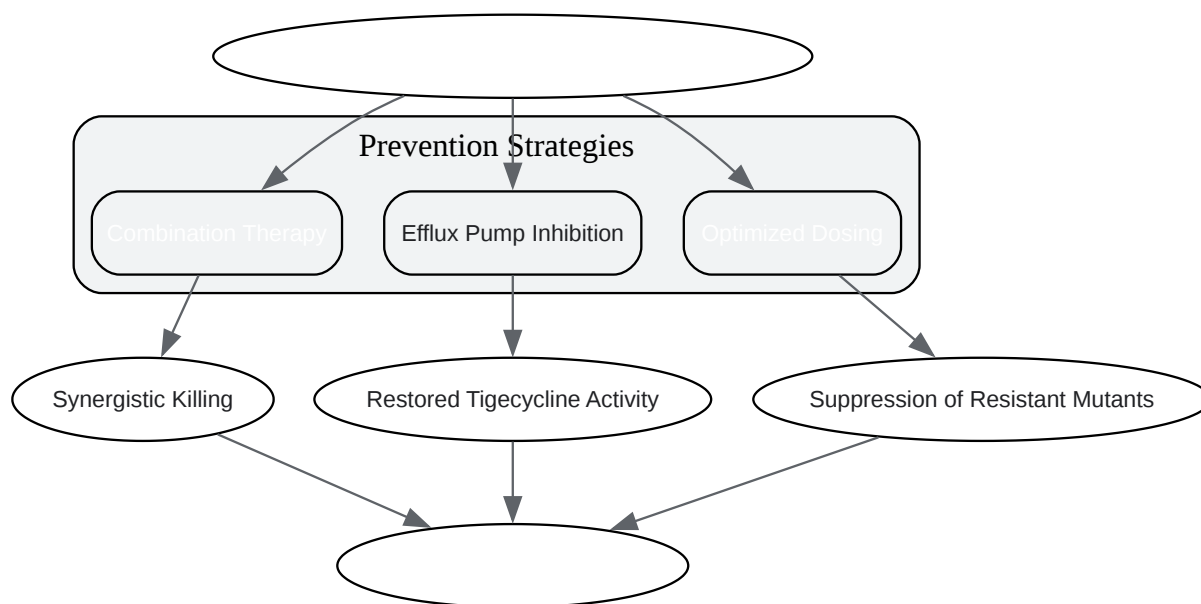 Prevention Strategies
Combination Therapy
Efflux Pump Inhibition
Optimized Dosing
Synergistic Killing
Restored Tigecycline Activity
Suppression of Resistant Mutants